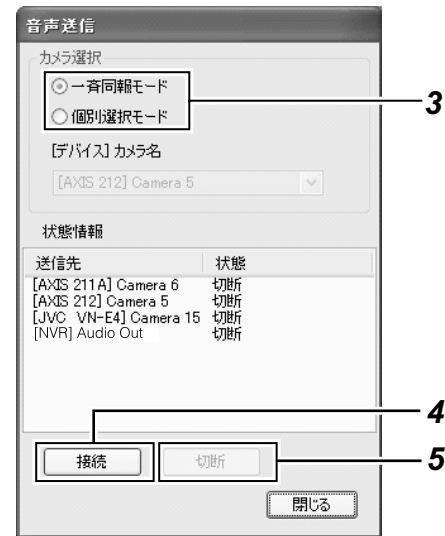 音声送信
カメラ選択
一斉同報モード
個別選択モード
3
[デバイス] カメラ名
[AXIS 212] Camera 5
状態情報
送信先 状態
[AXIS 211A] Camera 6 切断
[AXIS 212] Camera 5 切断
[JVC VN-E4] Camera 15 切断
[NVR] Audio Out 切断
4
接続 切断 5
閉じる